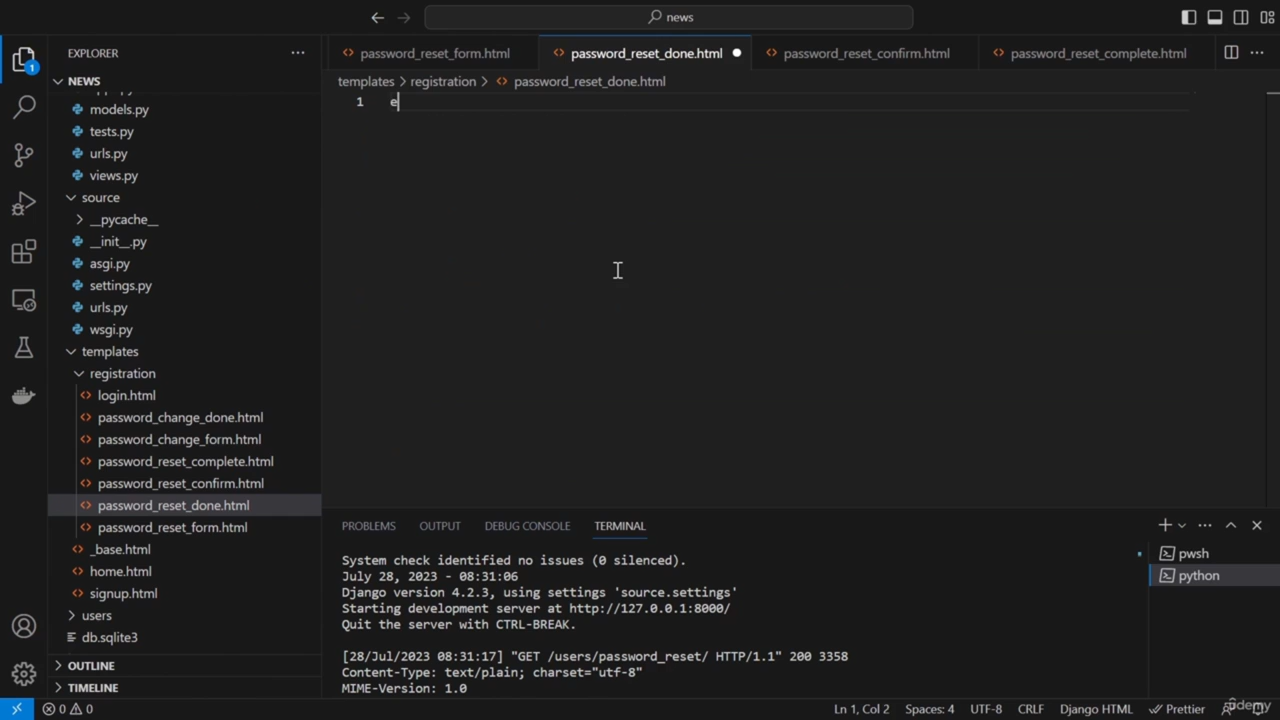 news
EXPLORER
password_reset_form.html
password_reset_done.html
password_reset_confirm.html
password_reset_complete.html
NEWS
templates > registration > password_reset_done.html
1 e
models.py
tests.py
urls.py
views.py
source
__pycache__
__init__.py
asgi.py
settings.py
urls.py
wsgi.py
templates
registration
login.html
password_change_done.html
password_change_form.html
password_reset_complete.html
password_reset_confirm.html
password_reset_done.html
password_reset_form.html
_base.html
home.html
signup.html
users
db.sqlite3
OUTLINE
TIMELINE
1
PROBLEMS OUTPUT DEBUG CONSOLE TERMINAL
System check identified no issues (0 silenced).
July 28, 2023 - 08:31:06
Django version 4.2.3, using settings 'source.settings'
Starting development server at http://127.0.0.1:8000/
Quit the server with CTRL-BREAK.
[28/Jul/2023 08:31:17] "GET /users/password_reset/ HTTP/1.1" 200 3358
Content-Type: text/plain; charset="utf-8"
MIME-Version: 1.0
pwsh
python
0 0
Ln 1, Col 2 Spaces: 4 UTF-8 CRLF Django HTML Prettier
udemy